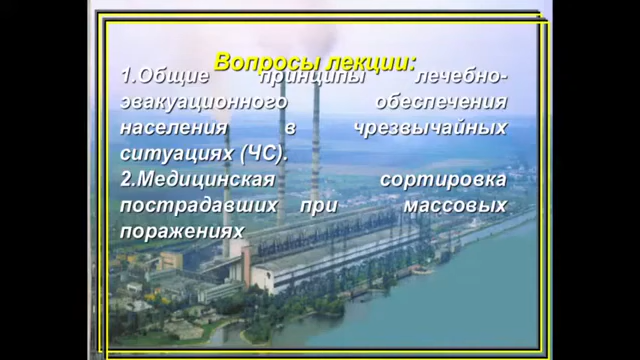 Вопросы лекции:
1.Общие принципы лечебно-
эвакуационного обеспечения
населения в чрезвычайных
ситуациях (ЧС).
2.Медицинская сортировка
пострадавших при массовых
поражениях